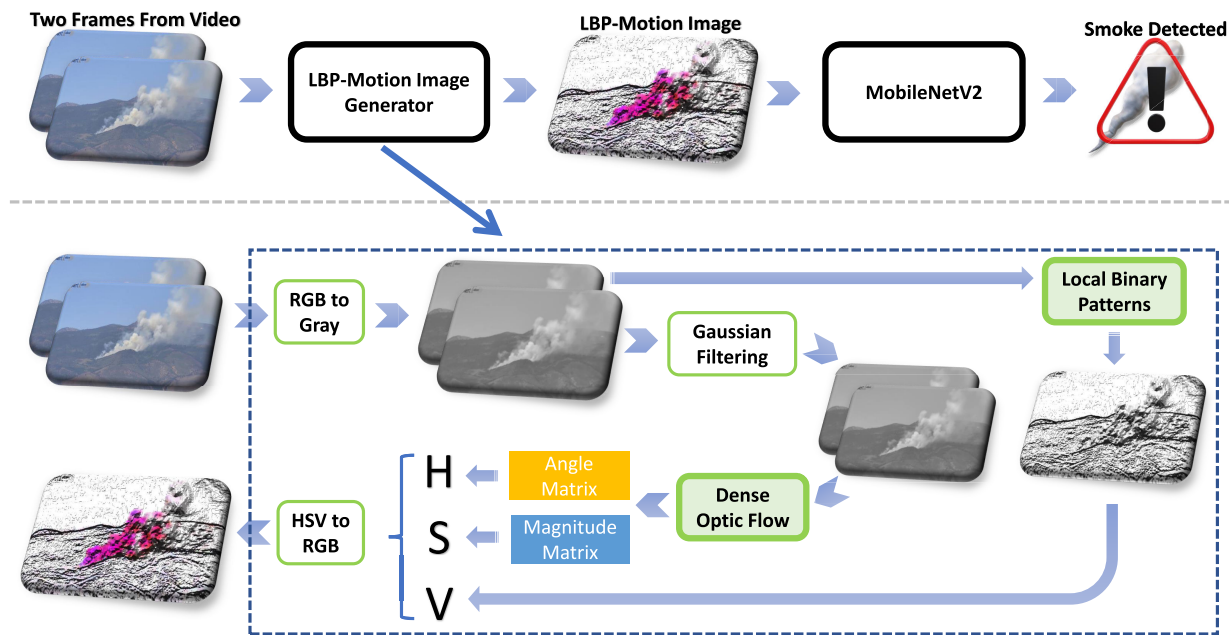 Two Frames From Video
LBP-Motion Image
Generator
LBP-Motion Image
MobileNetV2
Smoke Detected
RGB to
Gray
Gaussian
Filtering
Local Binary
Patterns
H
Angle
Matrix
Dense
Optic Flow
HSV to
RGB
S
Magnitude
Matrix
V